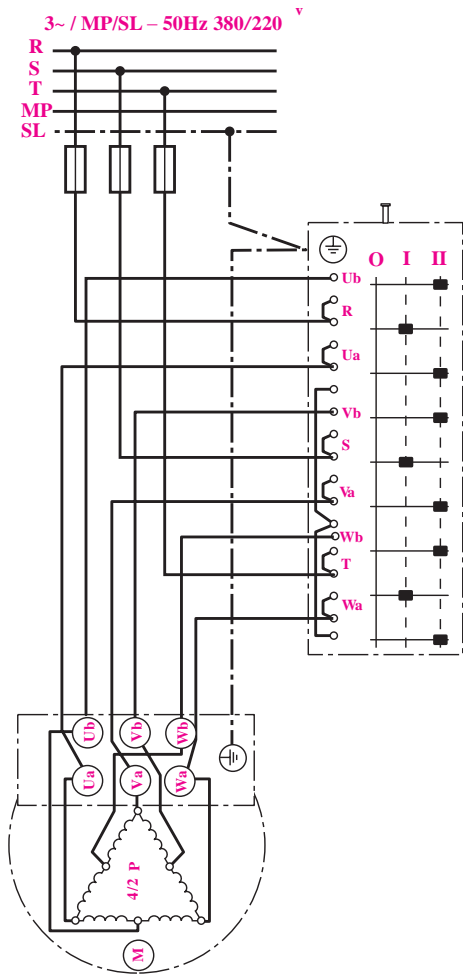 3~ / MP/SL – 50Hz 380/220 v
R
S
T
MP
SL
O I II
Ub
R
Ua
Vb
S
Va
Wb
T
Wa
Ub Vb Wb
Ua Va Wa
4/2 P
M